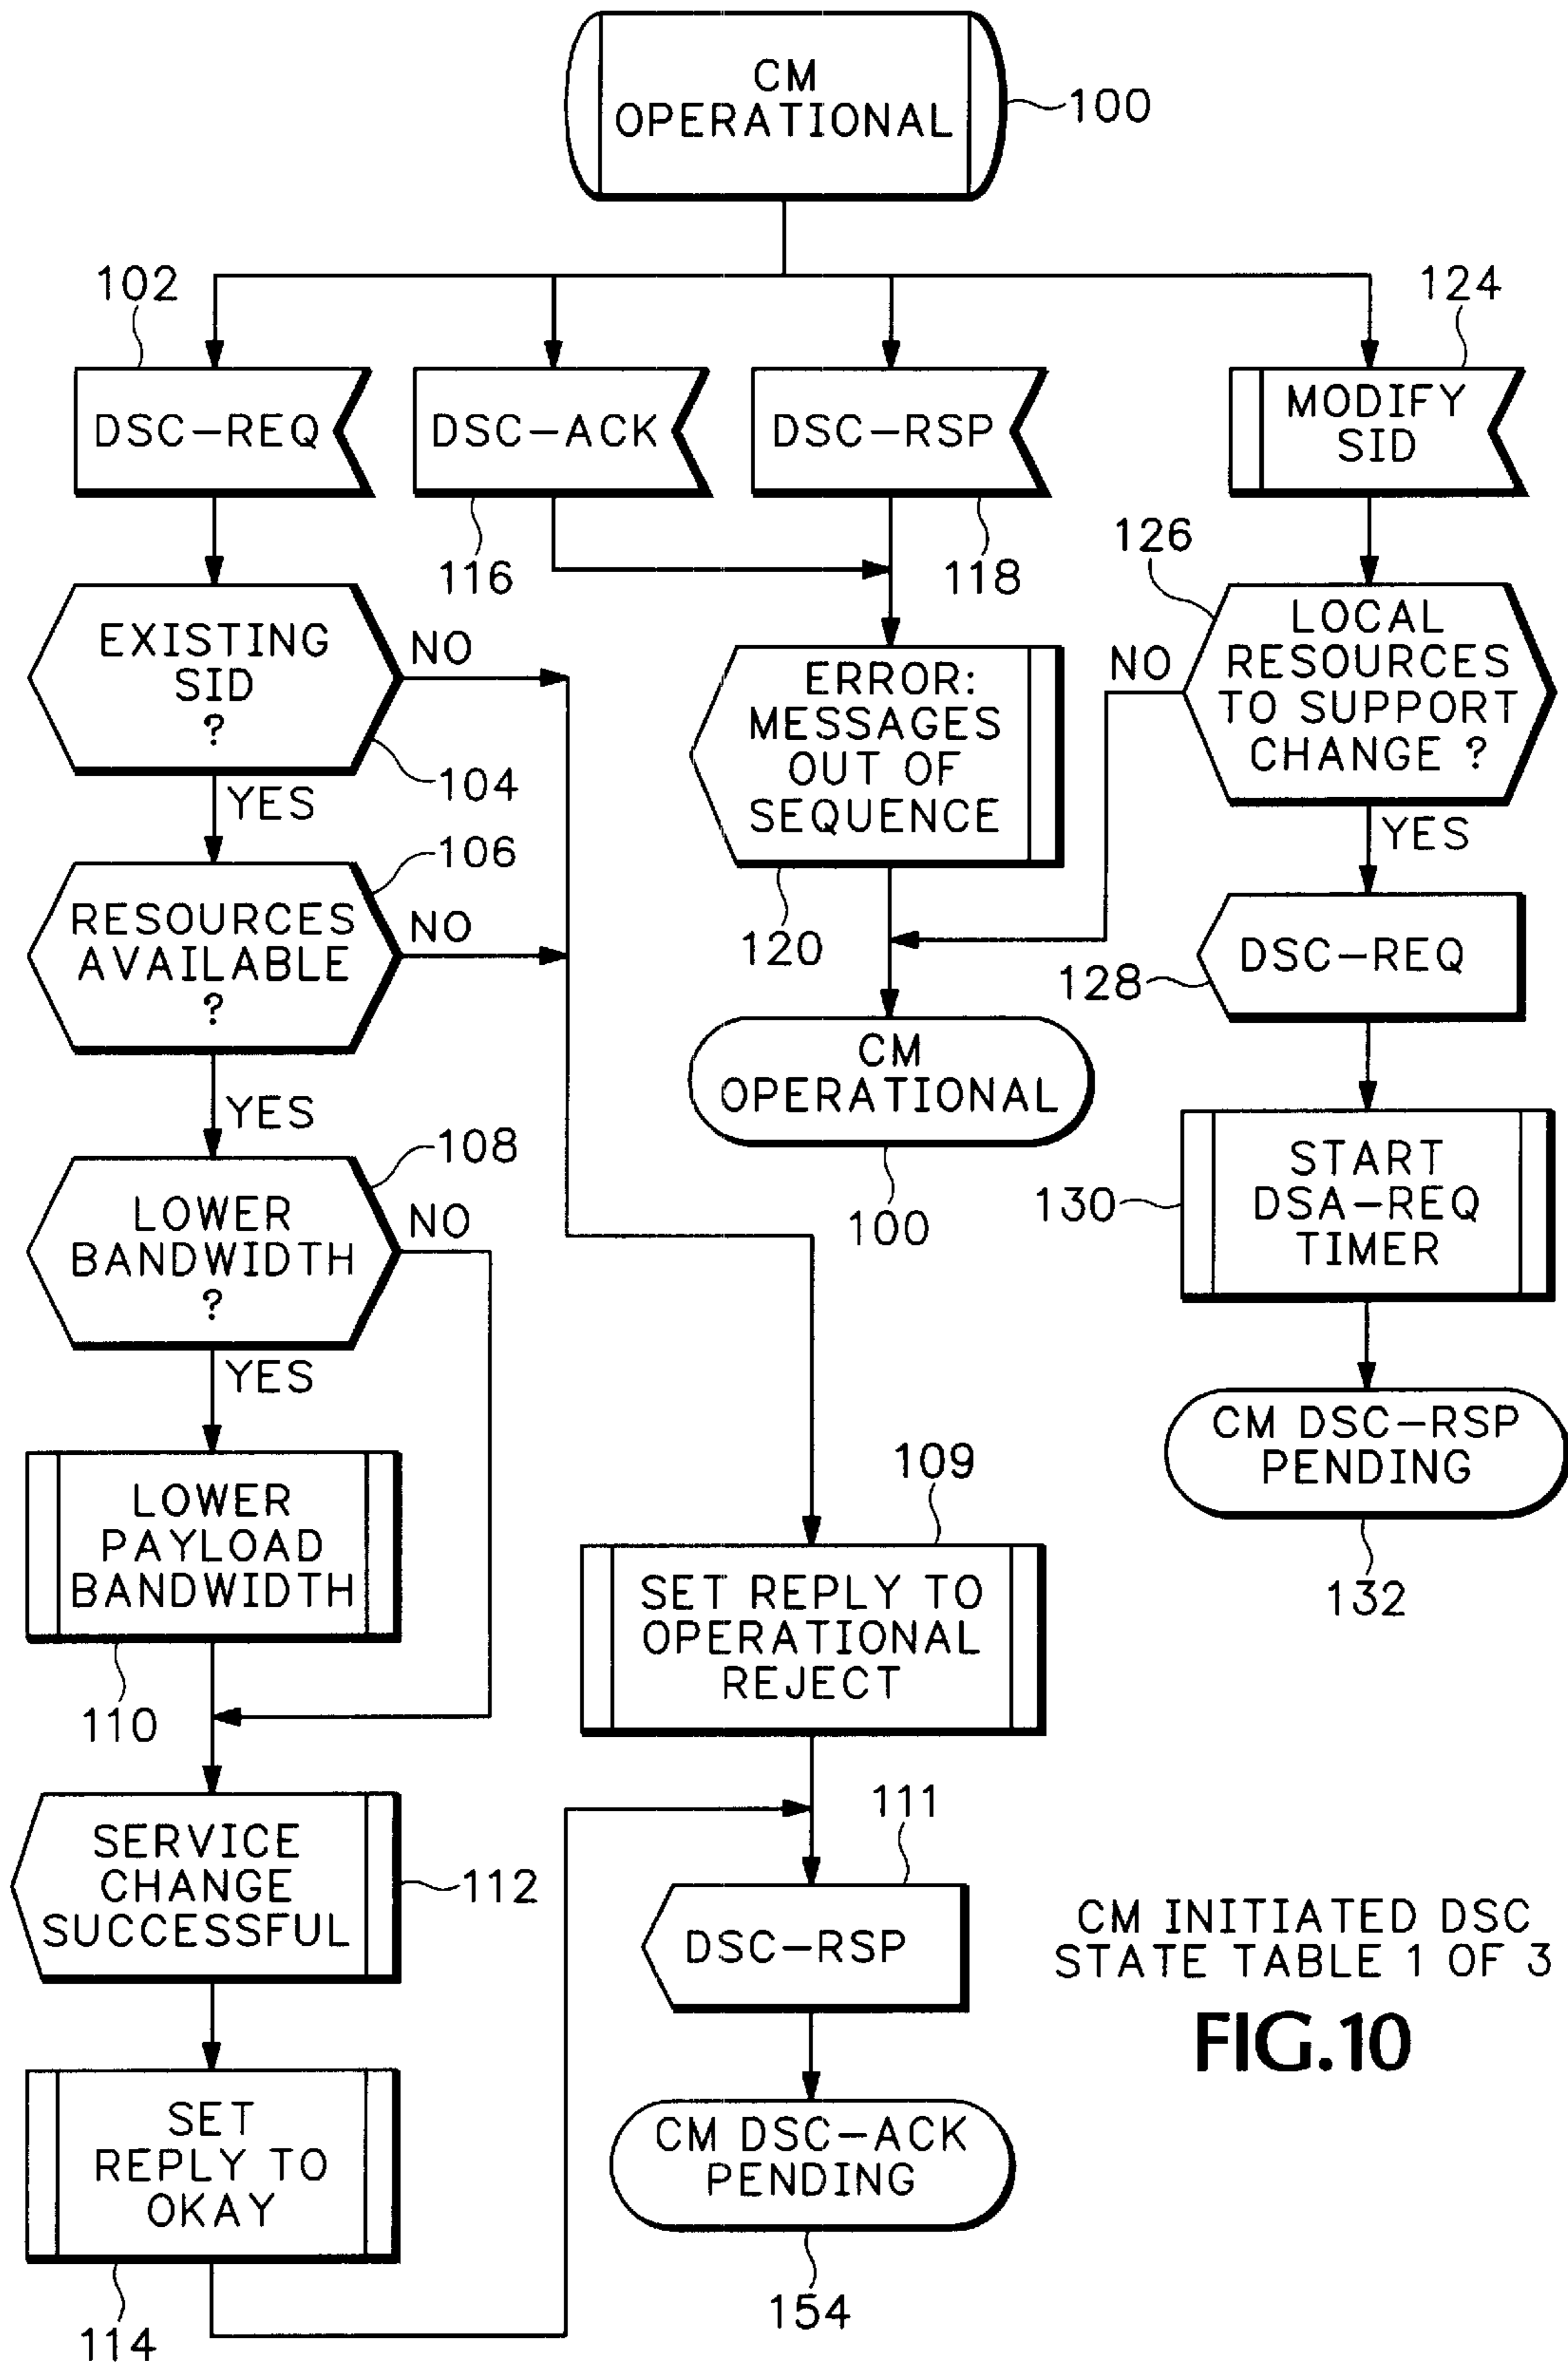 CM
OPERATIONAL
100
102
124
DSC-REQ
DSC-ACK
DSC-RSP
MODIFY
SID
116
118
126
EXISTING
SID
?
NO
104
YES
ERROR:
MESSAGES
OUT OF
SEQUENCE
120
NO
LOCAL
RESOURCES
TO SUPPORT
CHANGE ?
YES
106
RESOURCES
AVAILABLE
?
NO
YES
128
DSC-REQ
CM
OPERATIONAL
100
108
LOWER
BANDWIDTH
?
NO
YES
130
START
DSA-REQ
TIMER
CM DSC-RSP
PENDING
132
LOWER
PAYLOAD
BANDWIDTH
110
109
SET REPLY TO
OPERATIONAL
REJECT
SERVICE
CHANGE
SUCCESSFUL
112
111
DSC-RSP
SET
REPLY TO
OKAY
114
CM DSC-ACK
PENDING
154
CM INITIATED DSC
STATE TABLE 1 OF 3
FIG.10